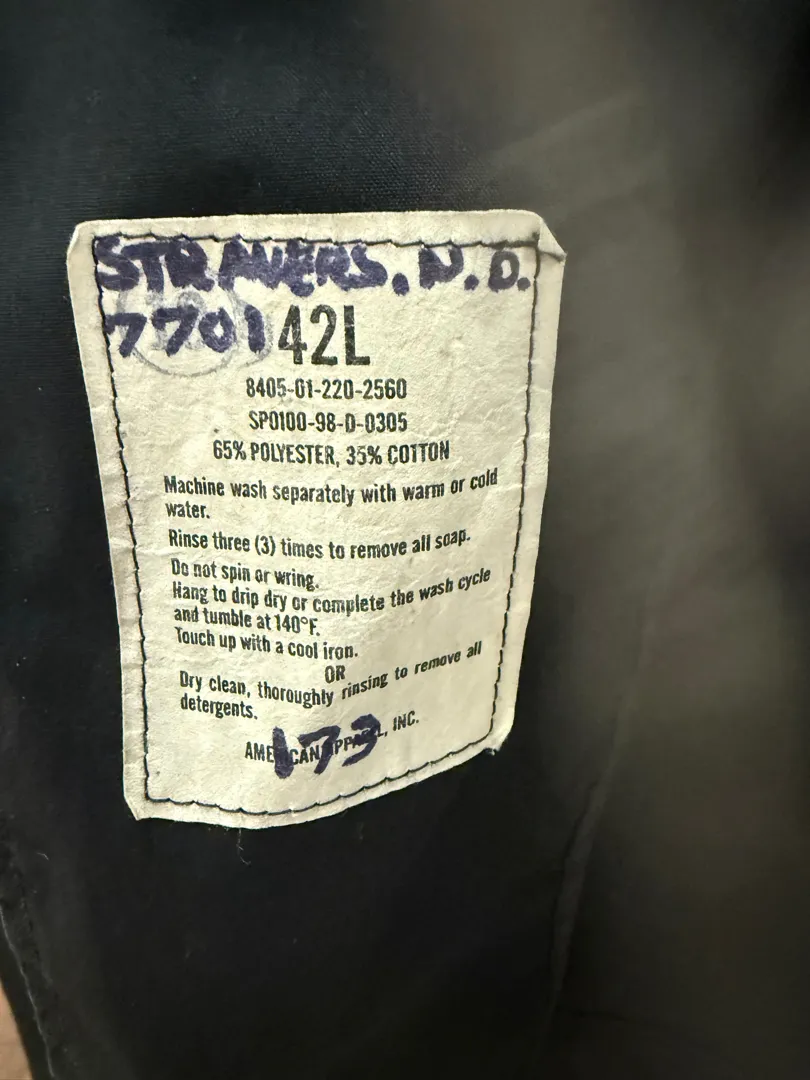 STRAVERS, N. D.
7701 42L
8405-01-220-2560
SP0100-98-D-0305
65% POLYESTER, 35% COTTON
Machine wash separately with warm or cold
water.
Rinse three (3) times to remove all soap.
Do not spin or wring.
Hang to drip dry or complete the wash cycle
and tumble at 140°F.
Touch up with a cool iron.
OR
Dry clean, thoroughly rinsing to remove all
detergents.
AMERICAN APPAREL, INC.
173